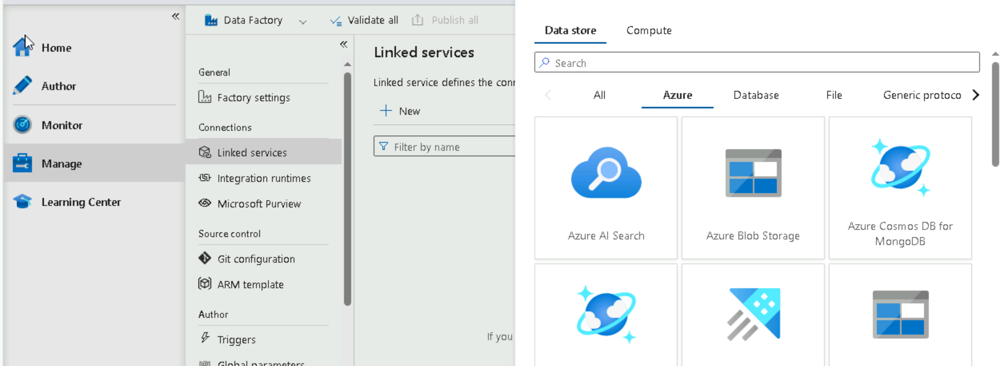 Home
Author
Monitor
Manage
Learning Center
Data Factory
Validate all
Publish all
General
Factory settings
Connections
Linked services
Integration runtimes
Microsoft Purview
Source control
Git configuration
ARM template
Author
Triggers
Global parameters
Linked services
Linked service defines the conn
New
Filter by name
If you
Data store Compute
Search
All Azure Database File Generic protoco
Azure AI Search
Azure Blob Storage
Azure Cosmos DB for
MongoDB